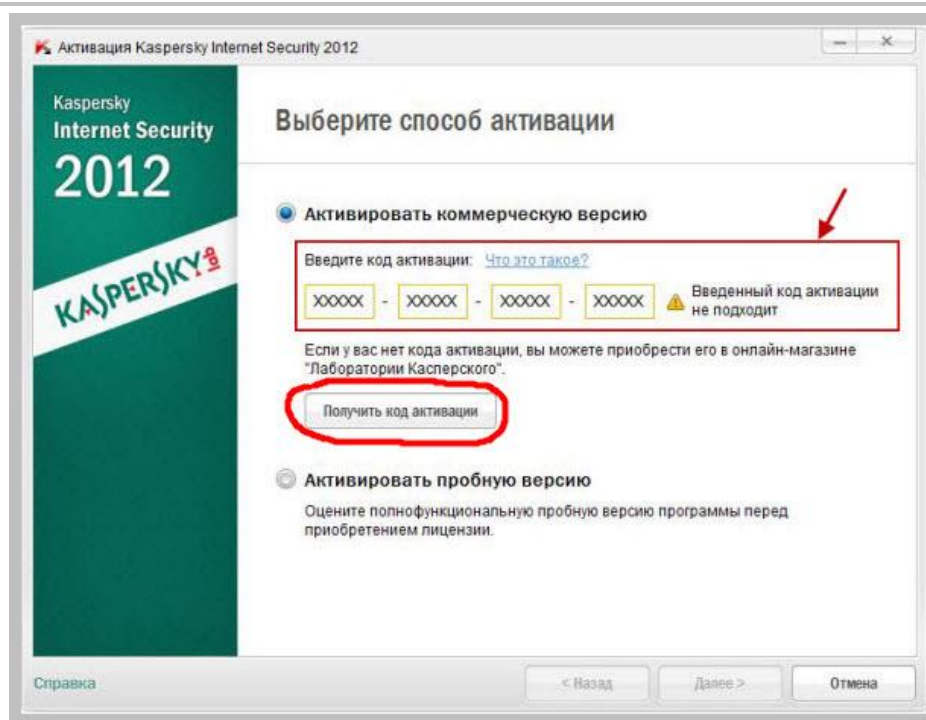 Активация Kaspersky Internet Security 2012
Kaspersky
Internet Security
2012
KASPERSKY lab
Выберите способ активации
Активировать коммерческую версию
Введите код активации: Что это такое?
XXXXX - XXXXX - XXXXX - XXXXX
Введенный код активации
не подходит
Если у вас нет кода активации, вы можете приобрести его в онлайн-магазине
"Лаборатории Касперского".
Получить код активации
Активировать пробную версию
Оцените полнофункциональную пробную версию программы перед
приобретением лицензии.
Справка
< Назад
Далее >
Отмена